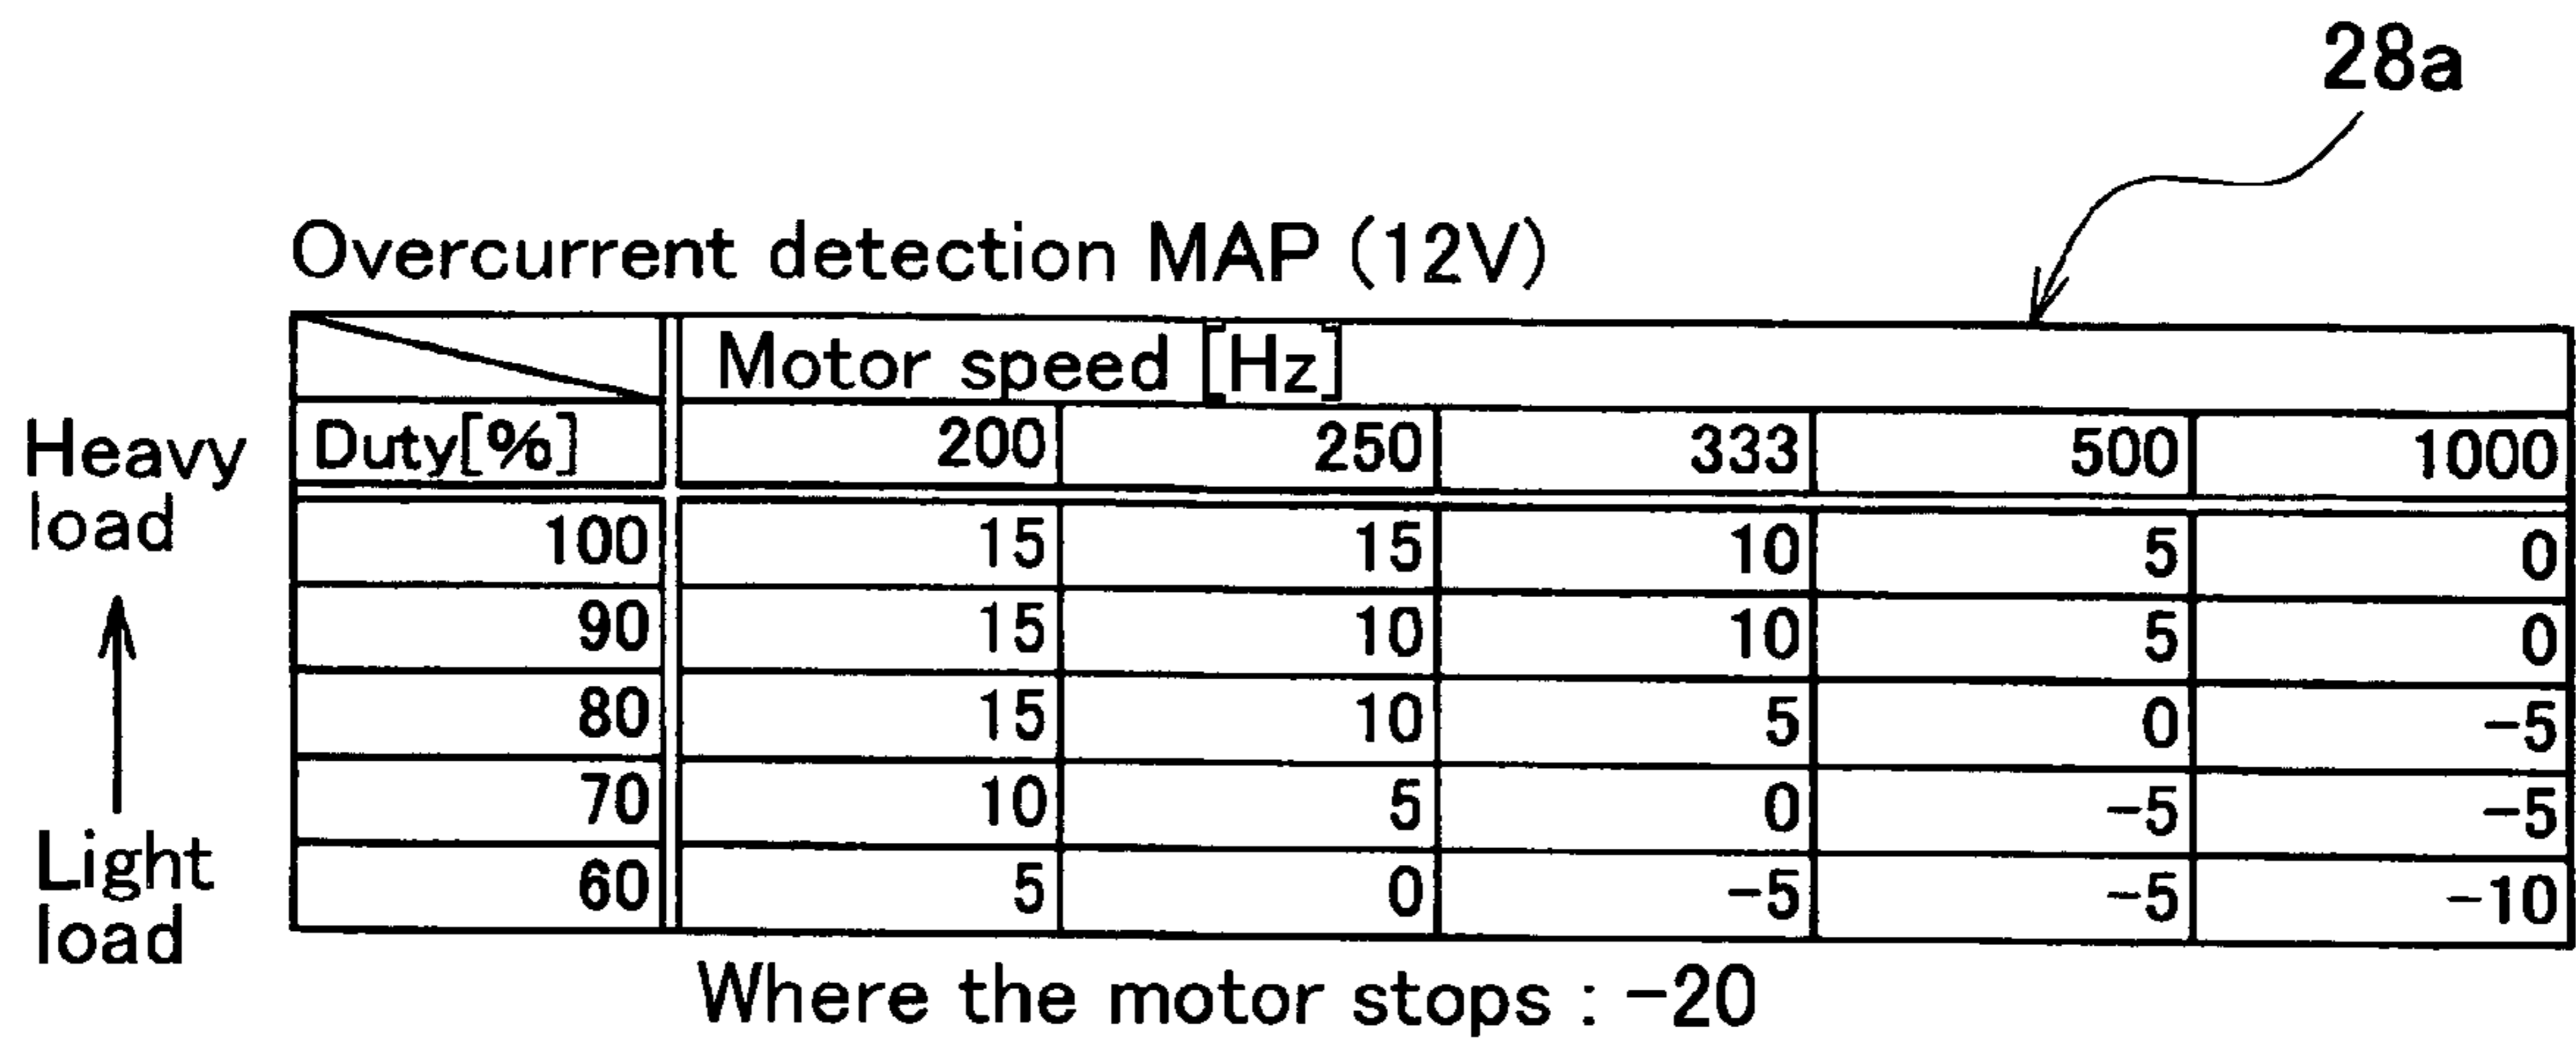 28a
Overcurrent detection MAP (12V)
Motor speed [Hz]
Duty[%] 200 250 333 500 1000
100 15 15 10 5 0
90 15 10 10 5 0
80 15 10 5 0 -5
70 10 5 0 -5 -5
60 5 0 -5 -5 -10
Heavy
load
Light
load
Where the motor stops : -20